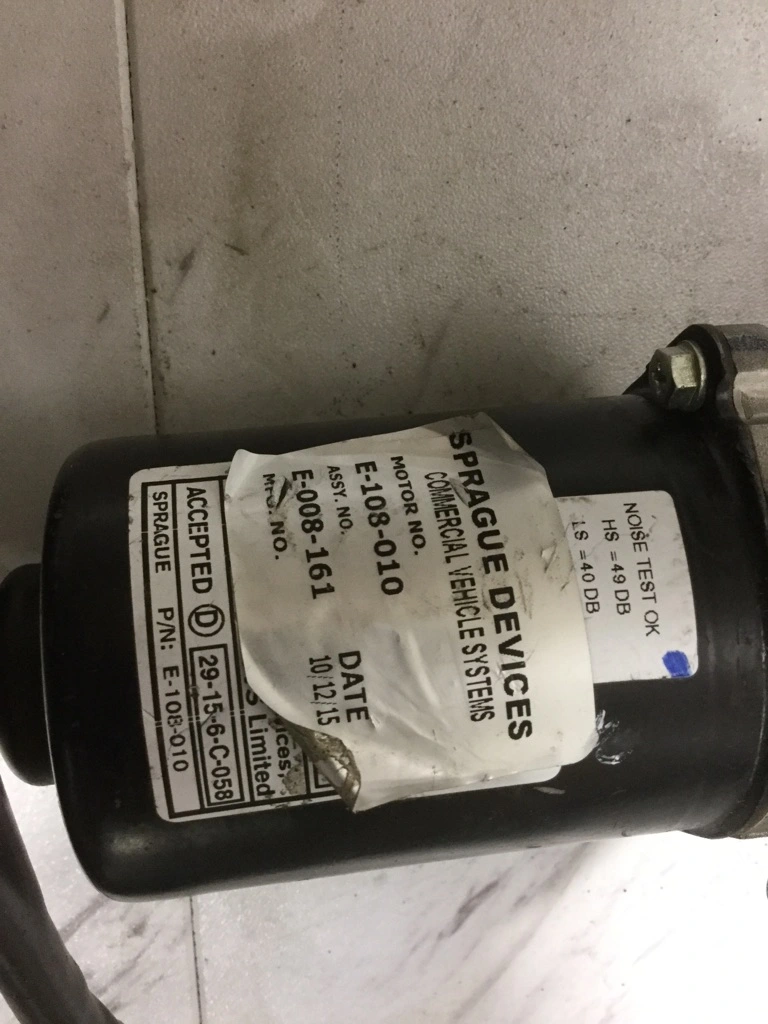 NOISE TEST OK
HS = 49 DB
LS = 40 DB
SPRAGUE DEVICES
COMMERCIAL VEHICLE SYSTEMS
MOTOR NO.
E-108-010
ASSY. NO.
E-008-161
MFG. NO.
DATE
10/12/15
ices,
s Limited
ACCEPTED D 29-15-6-C-058
SPRAGUE P/N: E-108-010